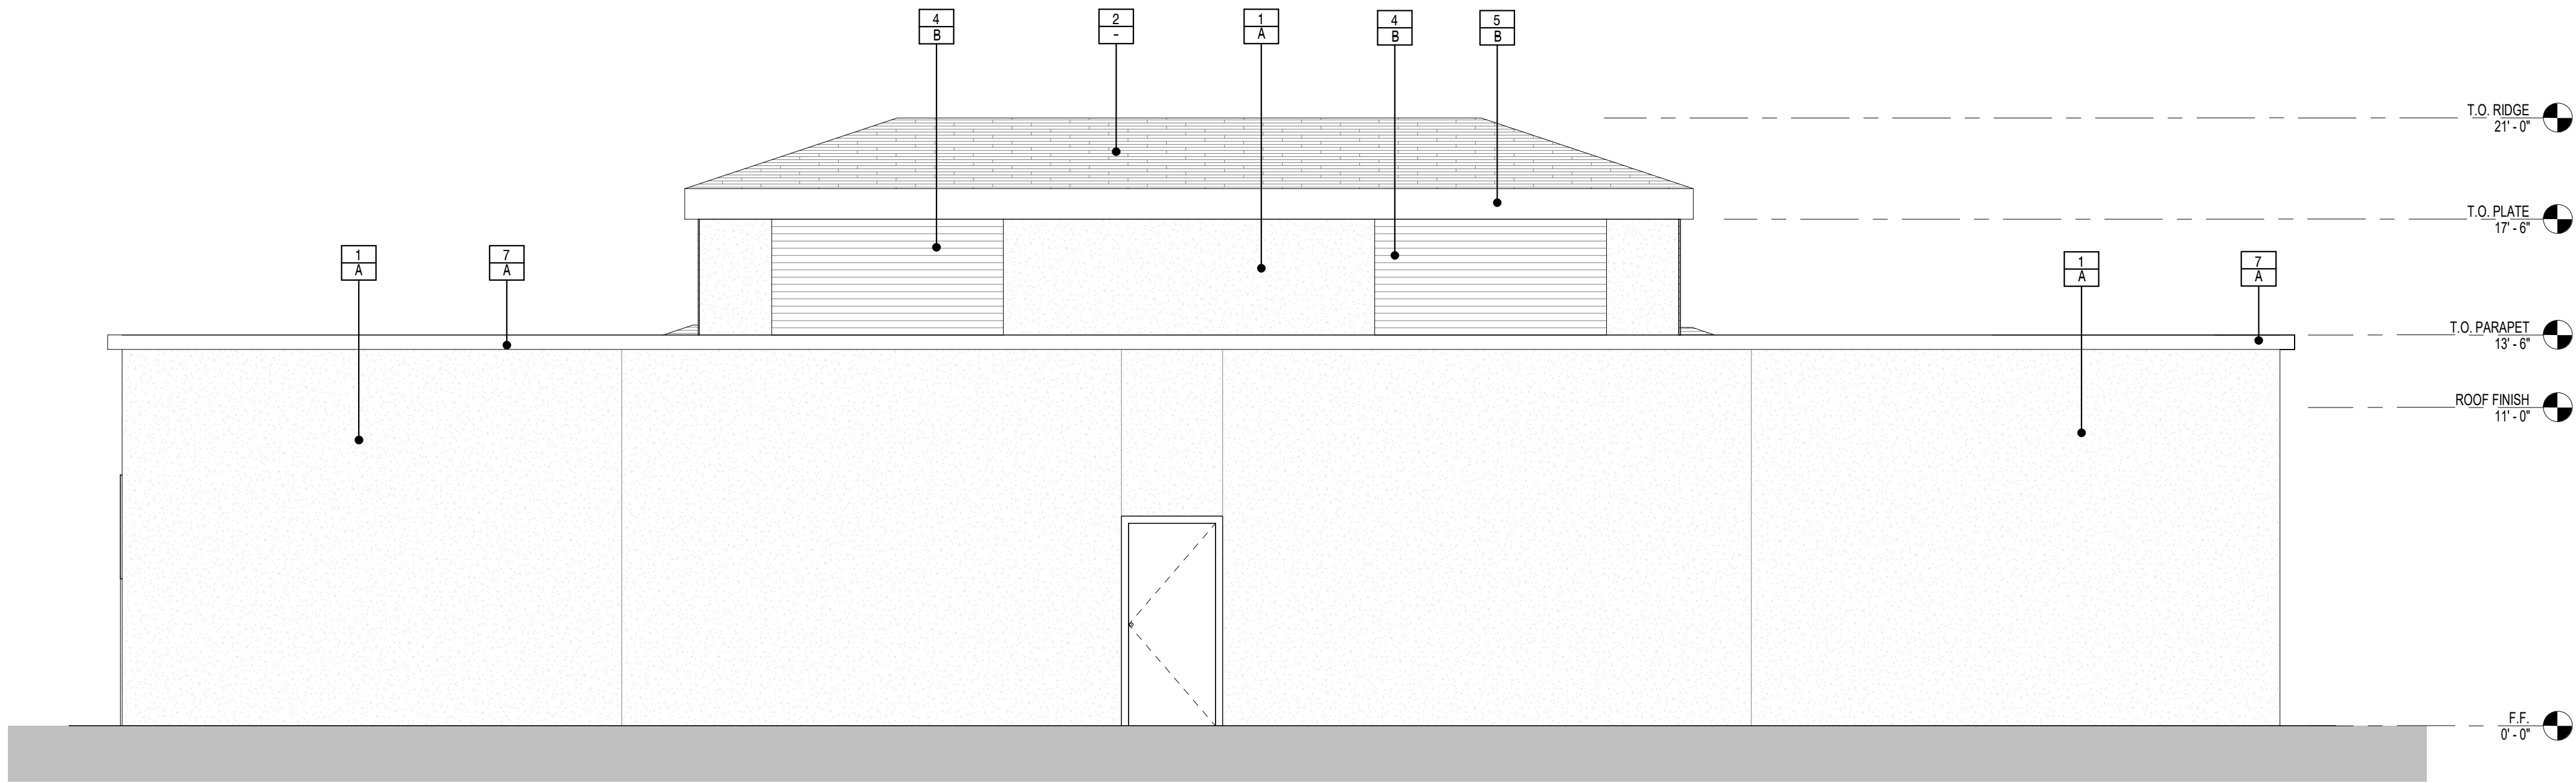 4
B
2
-
1
A
4
B
5
B
T.O. RIDGE
21' - 0"
T.O. PLATE
17' - 6"
1
A
7
A
1
A
7
A
T.O. PARAPET
13' - 6"
ROOF FINISH
11' - 0"
F.F.
0' - 0"